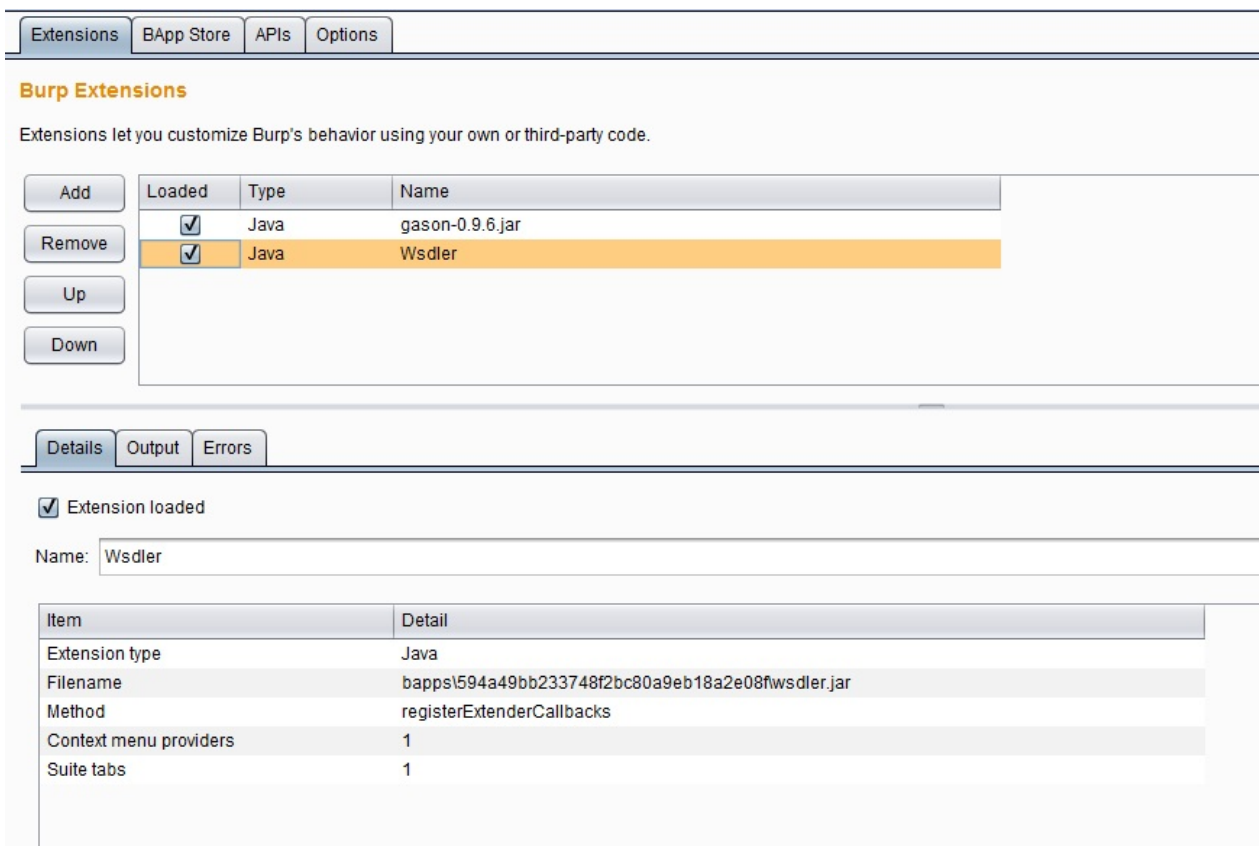 Extensions BApp Store APIs Options
Burp Extensions
Extensions let you customize Burp's behavior using your own or third-party code.
Add
Remove
Up
Down
Loaded Type Name
Java gason-0.9.6.jar
Java Wsdler
Details Output Errors
Extension loaded
Name: Wsdler
Item Detail
Extension type Java
Filename bapps\594a49bb233748f2bc80a9eb18a2e08f\wsdler.jar
Method registerExtenderCallbacks
Context menu providers 1
Suite tabs 1